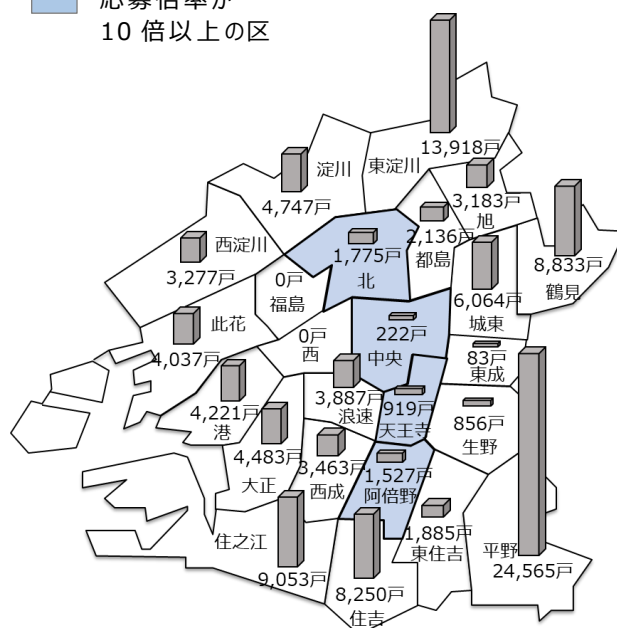 応募倍率が
10 倍以上の区
13,918戸
東淀川
淀川
4,747戸
3,183戸
旭
2,136戸
都島
8,833戸
鶴見
西淀川
3,277戸
1,775戸
北
0戸
福島
6,064戸
城東
此花
4,037戸
0戸
西
222戸
中央
83戸
東成
4,221戸
港
3,887戸
浪速
919戸
天王寺
856戸
生野
4,483戸
大正
3,463戸
西成
1,527戸
阿倍野
1,885戸
東住吉
平野
24,565戸
住之江
9,053戸
8,250戸
住吉